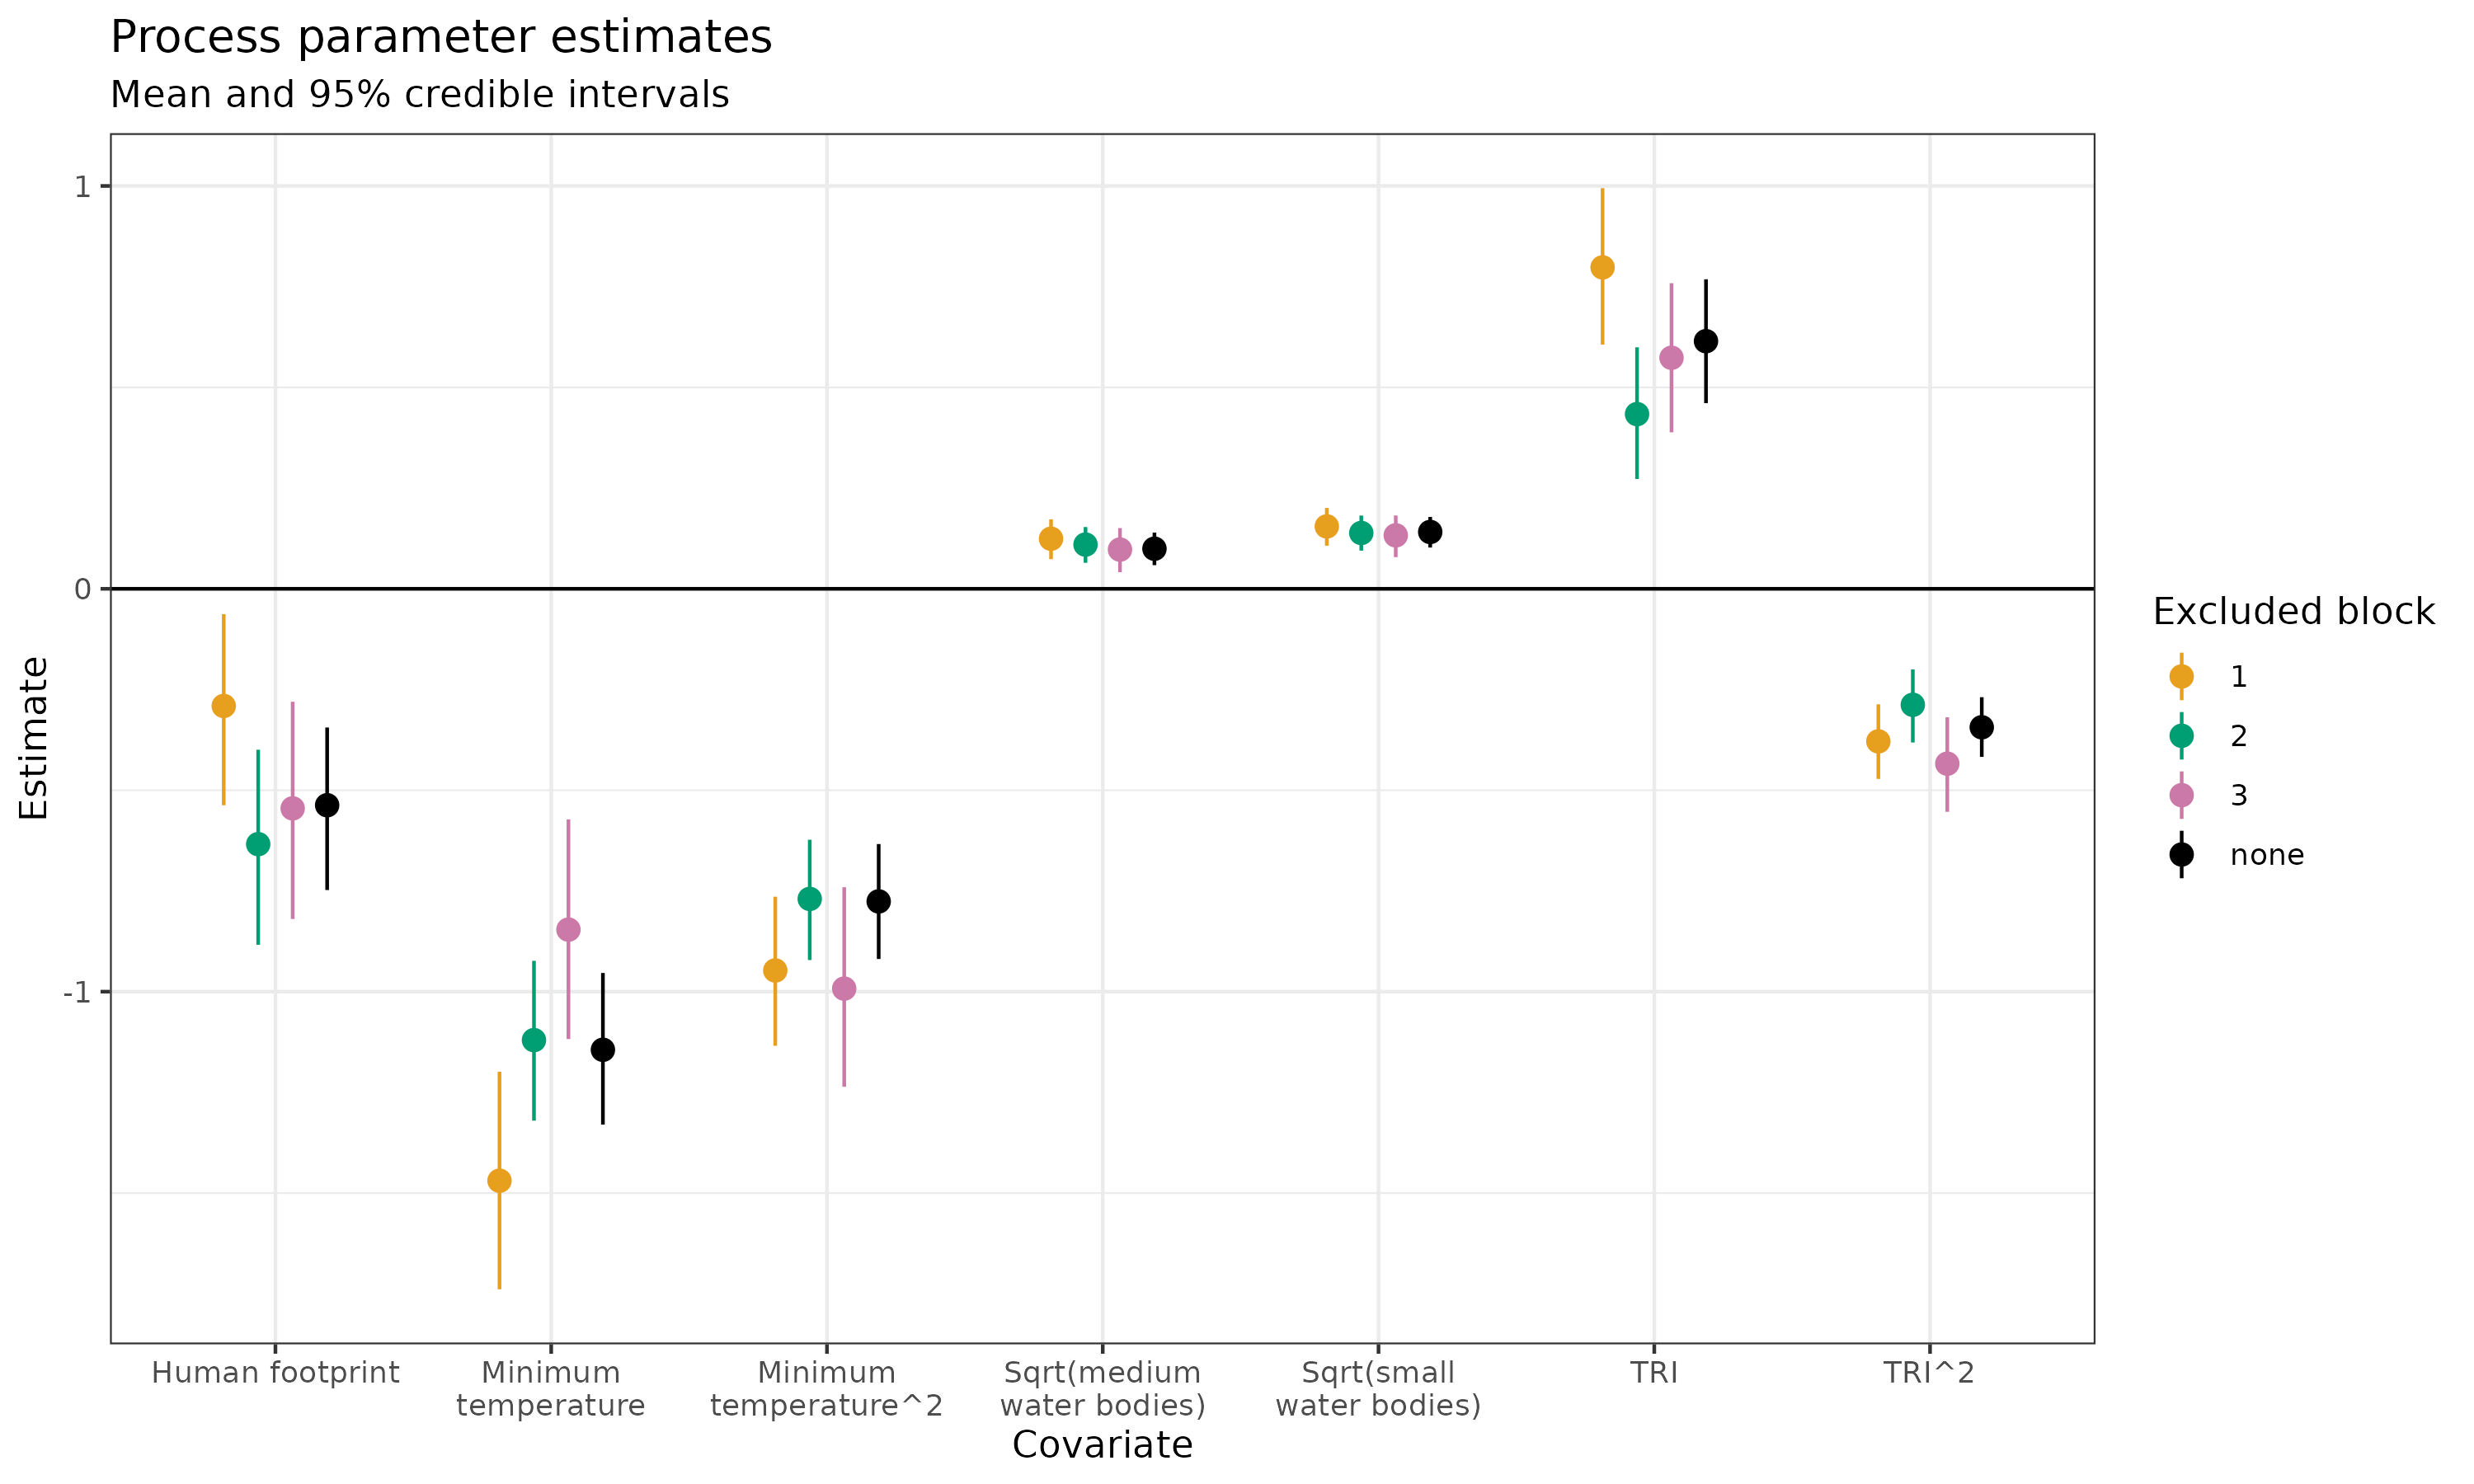 Process parameter estimates
Mean and 95% credible intervals
1
0
-1
Estimate
Human footprint
Minimum
temperature
Minimum
temperature^2
Sqrt(medium
water bodies)
Sqrt(small
water bodies)
TRI
TRI^2
Covariate
Excluded block
1
2
3
none